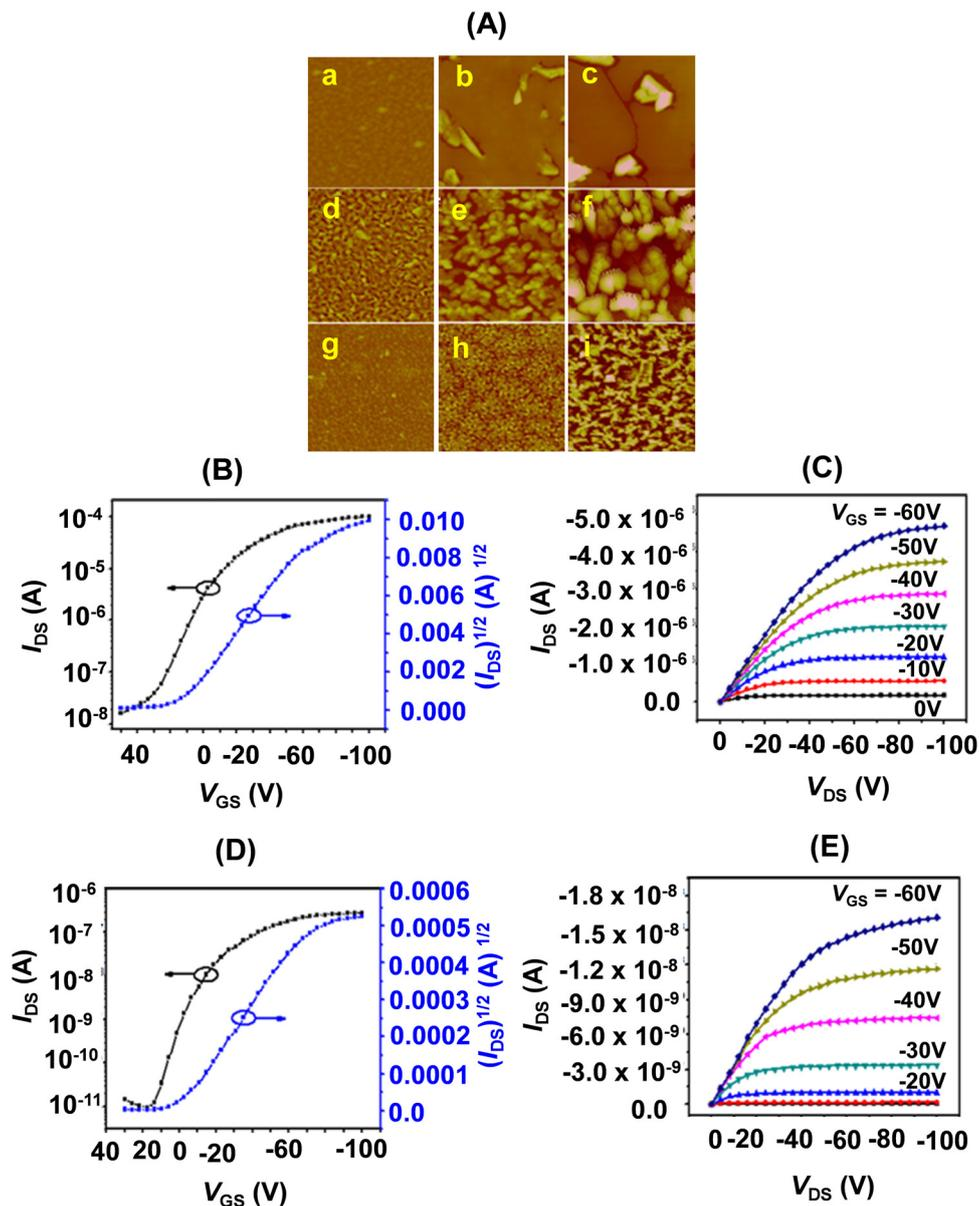 (A)
a b c
d e f
g h i
(B)
10-4
10-5
10-6
10-7
10-8
IDS (A)
0.010
0.008
0.006
0.004
0.002
0.000
(IDS)1/2 (A) 1/2
40 0 -20 -60 -100
VGS (V)
(C)
-5.0 x 10-6
-4.0 x 10-6
-3.0 x 10-6
-2.0 x 10-6
-1.0 x 10-6
0.0
IDS (A)
VGS = -60V
-50V
-40V
-30V
-20V
-10V
0V
0 -20 -40 -60 -80 -100
VDS (V)
(D)
10-6
10-7
10-8
10-9
10-10
10-11
IDS (A)
0.0006
0.0005
0.0004
0.0003
0.0002
0.0001
0.0
(IDS)1/2 (A) 1/2
40 20 0 -20 -60 -100
VGS (V)
(E)
-1.8 x 10-8
-1.5 x 10-8
-1.2 x 10-8
-9.0 x 10-9
-6.0 x 10-9
-3.0 x 10-9
0.0
IDS (A)
VGS = -60V
-50V
-40V
-30V
-20V
0 -20 -40 -60 -80 -100
VDS (V)